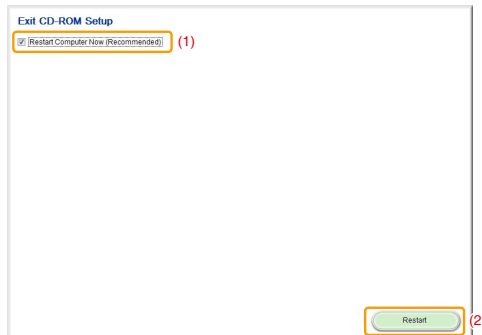 Exit CD-ROM Setup
Restart Computer Now (Recommended) (1)
Restart (2